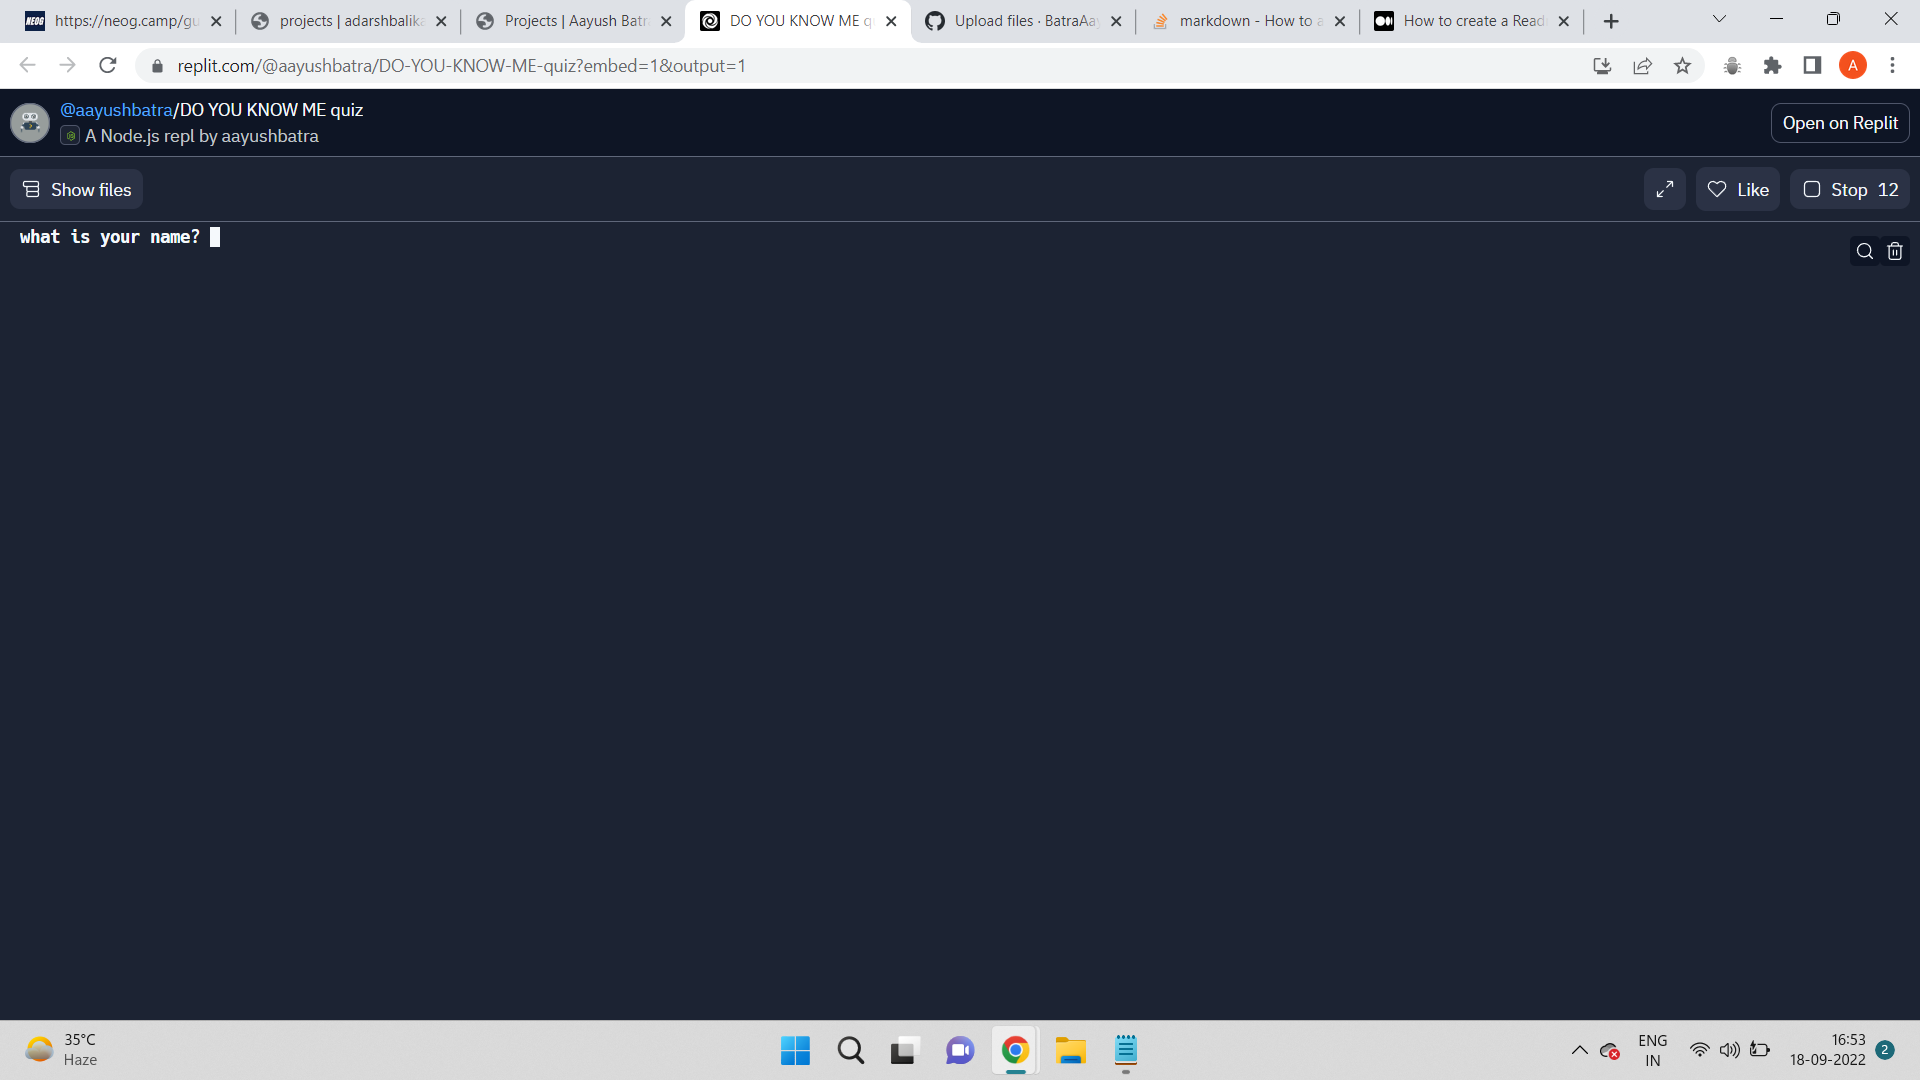 NEOG https://neog.camp/gu
projects | adarshbalika
Projects | Aayush Batr
DO YOU KNOW ME q
Upload files · BatraAay
markdown - How to a
How to create a Read
replit.com/@aayushbatra/DO-YOU-KNOW-ME-quiz?embed=1&output=1
A
@aayushbatra/DO YOU KNOW ME quiz
A Node.js repl by aayushbatra
Open on Replit
Show files
Like
Stop 12
what is your name?
35°C
Haze
ENG
IN
16:53
18-09-2022
2